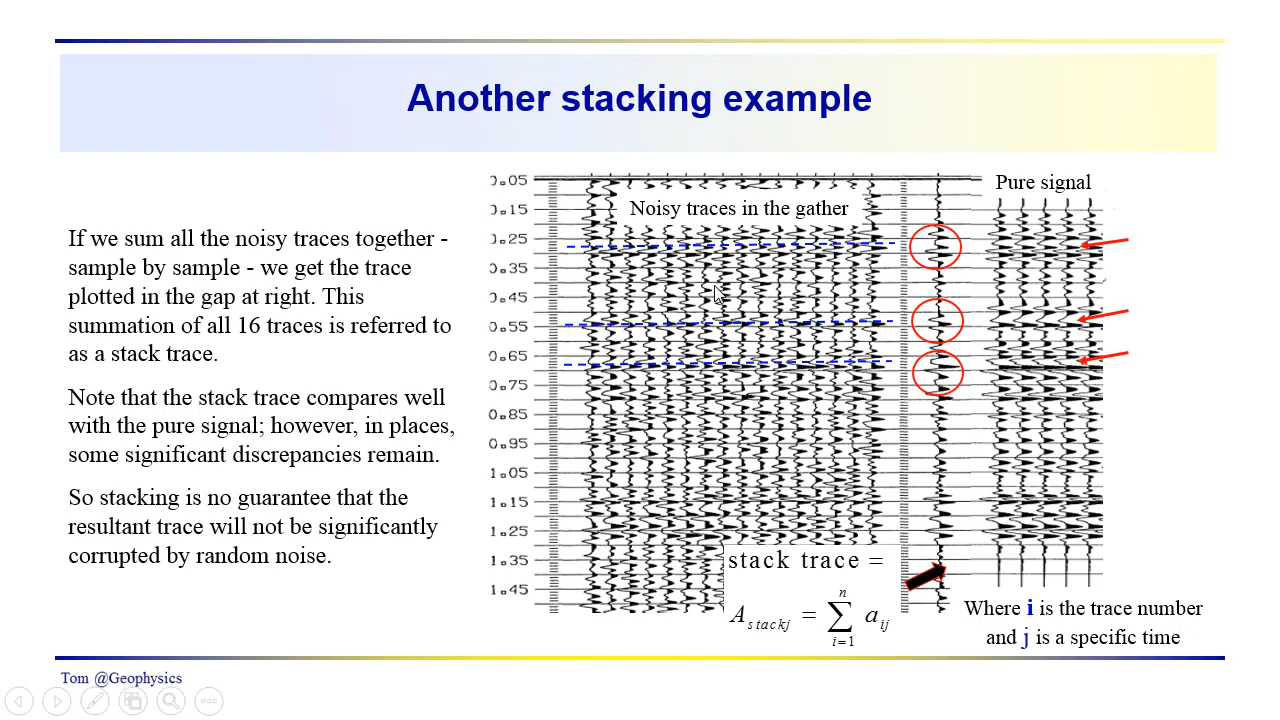 Another stacking example
If we sum all the noisy traces together -
sample by sample - we get the trace
plotted in the gap at right. This
summation of all 16 traces is referred to
as a stack trace.
Note that the stack trace compares well
with the pure signal; however, in places,
some significant discrepancies remain.
So stacking is no guarantee that the
resultant trace will not be significantly
corrupted by random noise.
Noisy traces in the gather
Pure signal
0.05
0.15
0.25
0.35
0.45
0.55
0.65
0.75
0.85
0.95
1.05
1.15
1.25
1.35
1.45
stack trace =
A stackj = n ∑ i=1 a ij
Where i is the trace number
and j is a specific time
Tom @Geophysics